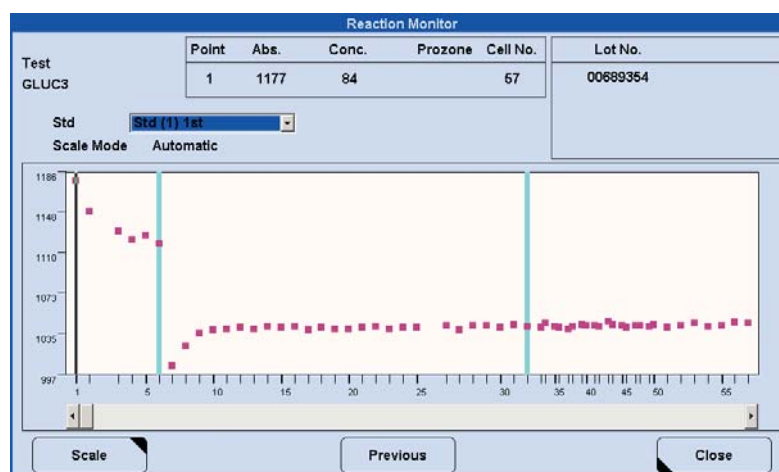 Reaction Monitor
Test
GLUC3
Point Abs. Conc. Prozone Cell No.
1 1177 84 57
Lot No.
00689354
Std Std (1) 1st
Scale Mode Automatic
1186
1148
1110
1073
1035
997
1 5 10 15 20 25 30 35 40 45 50 55
Scale Previous Close